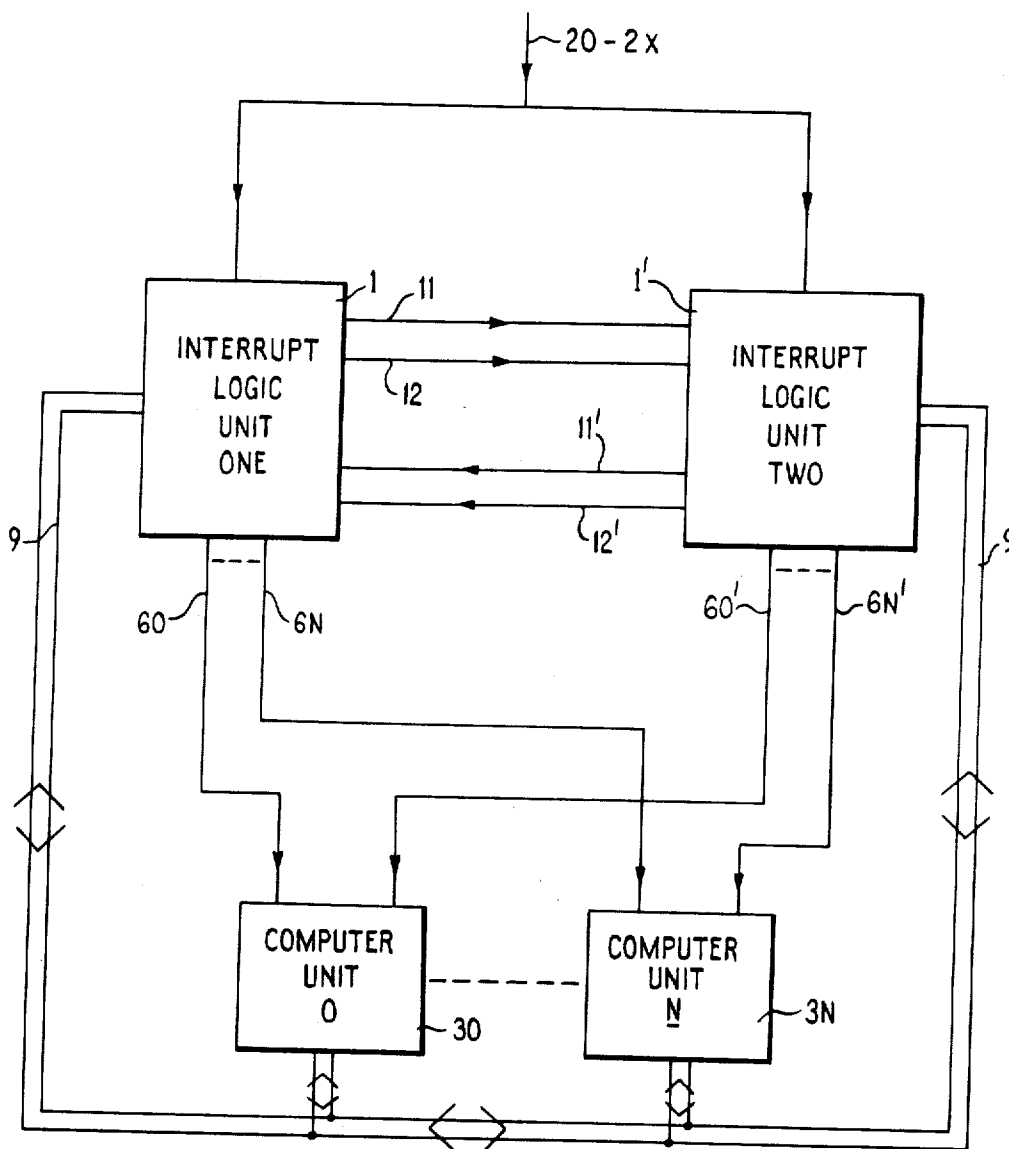 20-2X
1
11
1'
INTERRUPT
LOGIC
UNIT
ONE
12
INTERRUPT
LOGIC
UNIT
TWO
11'
12'
9
9
60
6N
60'
6N'
COMPUTER
UNIT
0
30
COMPUTER
UNIT
N
3N